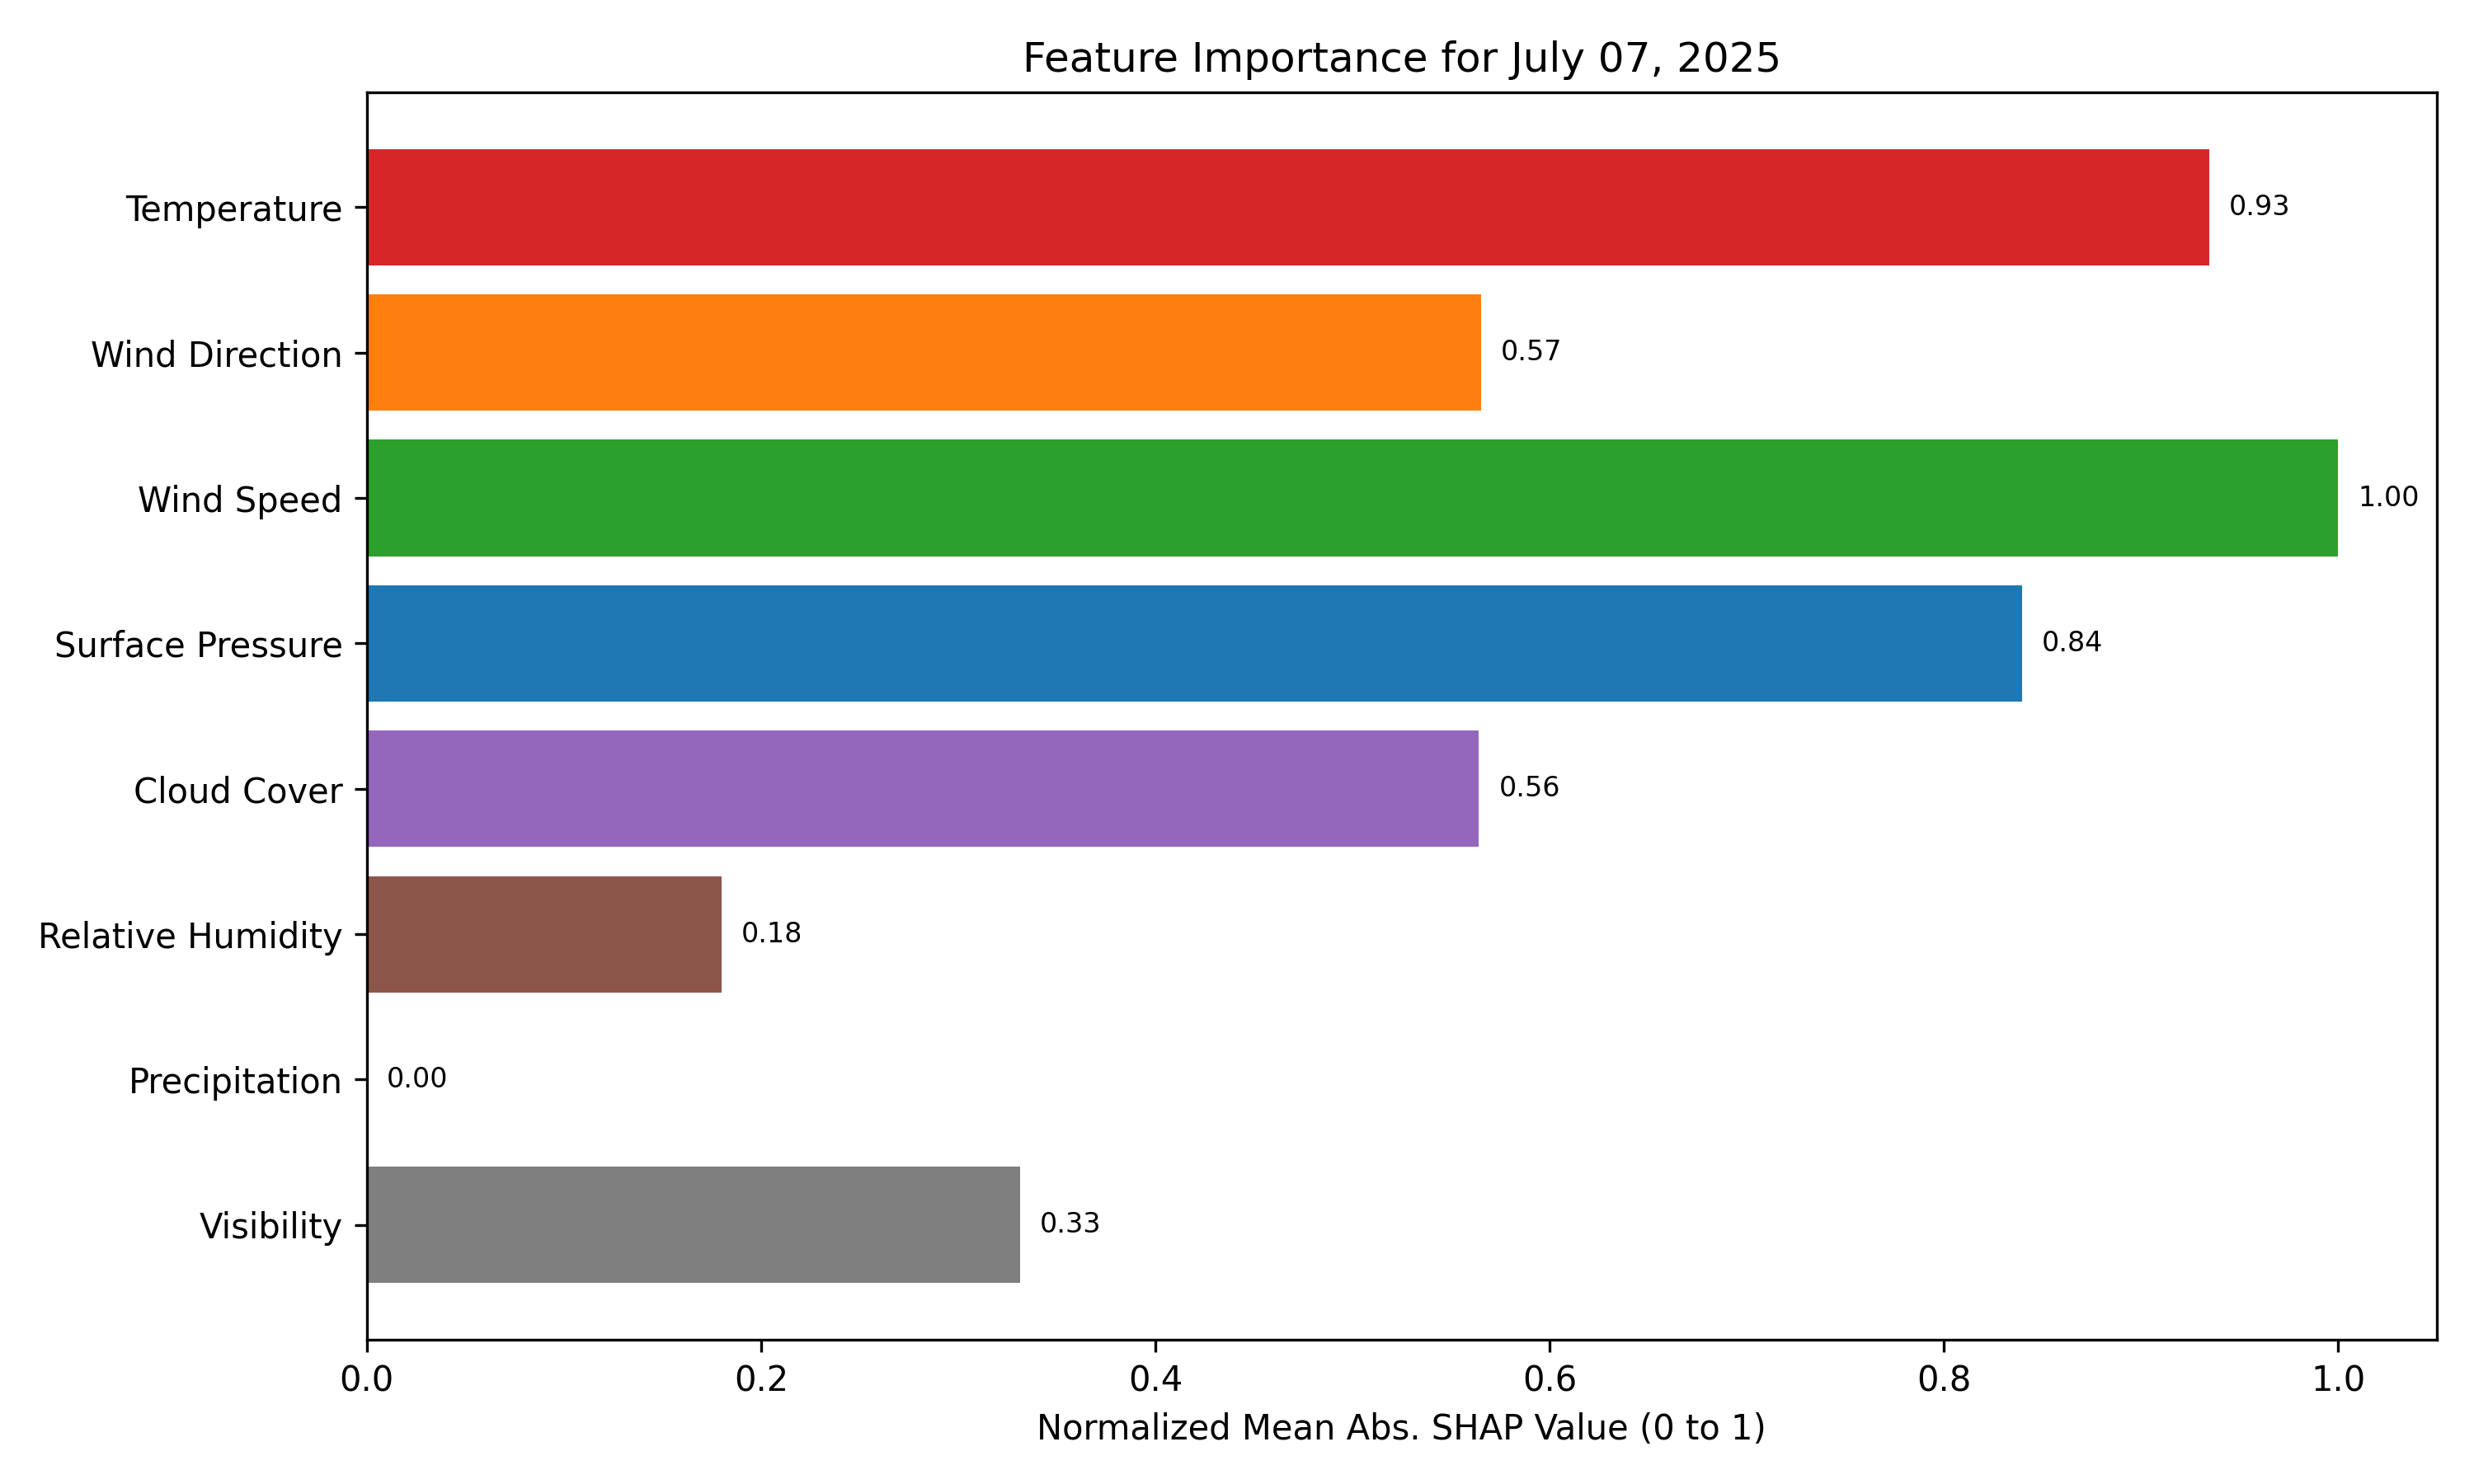 Feature Importance for July 07, 2025
Temperature 0.93
Wind Direction 0.57
Wind Speed 1.00
Surface Pressure 0.84
Cloud Cover 0.56
Relative Humidity 0.18
Precipitation 0.00
Visibility 0.33
0.0 0.2 0.4 0.6 0.8 1.0
Normalized Mean Abs. SHAP Value (0 to 1)